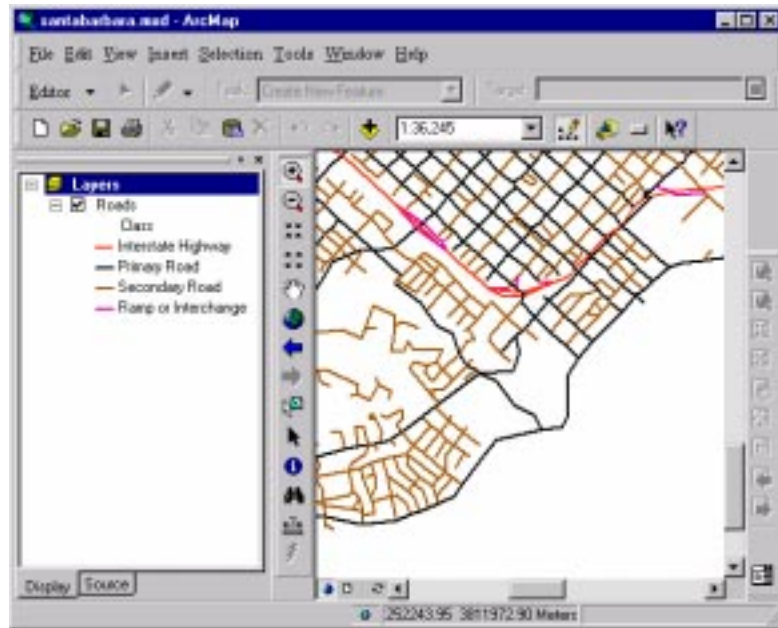 santabarbara.mxd - ArcMap
File Edit View Insert Selection Tools Window Help
Editor Task: Create New Feature Target:
1:36,245
Layers
Roads
Class
Interstate Highway
Primary Road
Secondary Road
Ramp or Interchange
Display Source
252243.95 3811972.90 Meters